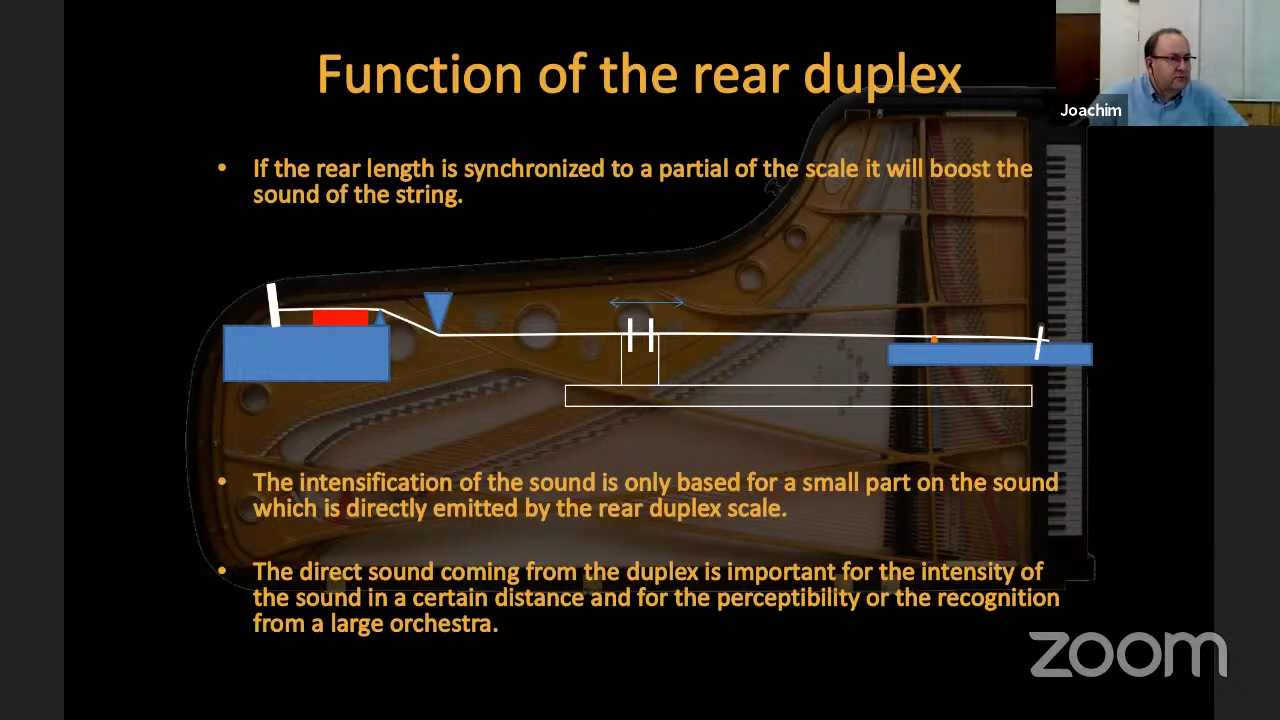 Function of the rear duplex
Joachim
• If the rear length is synchronized to a partial of the scale it will boost the
sound of the string.
• The intensification of the sound is only based for a small part on the sound
which is directly emitted by the rear duplex scale.
• The direct sound coming from the duplex is important for the intensity of
the sound in a certain distance and for the perceptibility or the recognition
from a large orchestra.
zoom